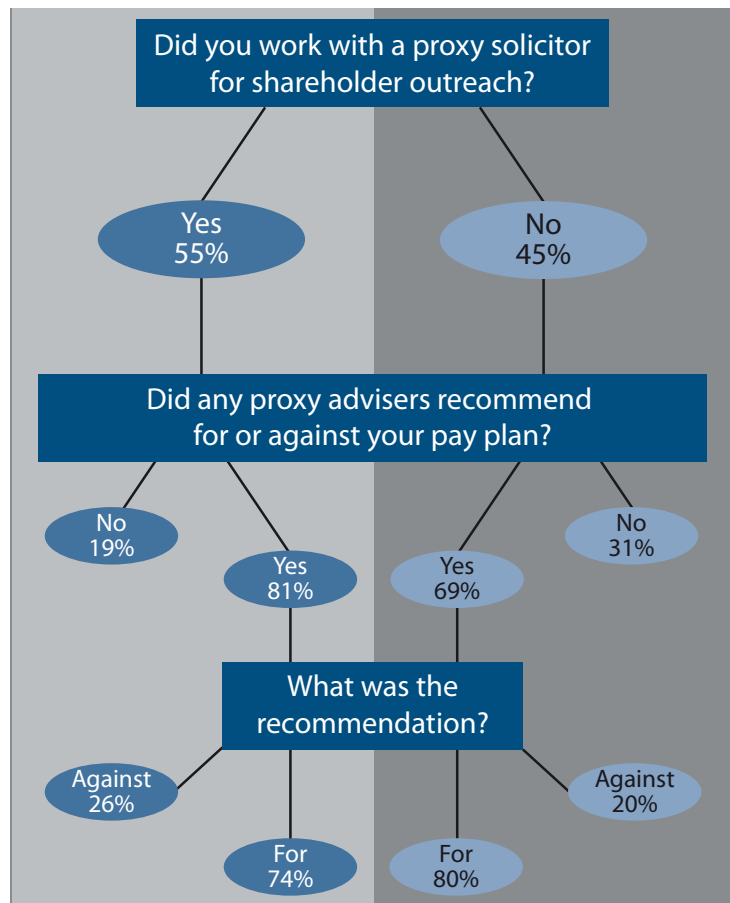 Did you work with a proxy solicitor
for shareholder outreach?
Yes
55%
No
45%
Did any proxy advisers recommend
for or against your pay plan?
No
19%
Yes
81%
Yes
69%
No
31%
What was the
recommendation?
Against
26%
For
74%
For
80%
Against
20%